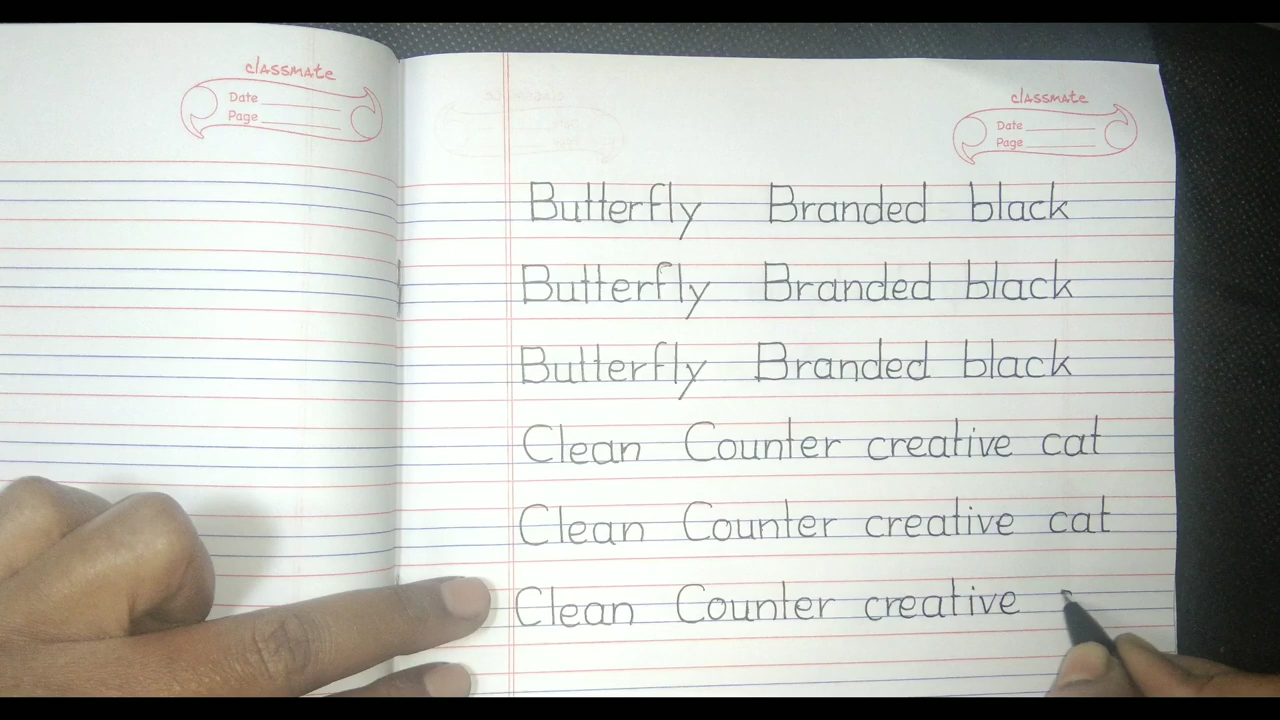 classmate
Date
Page
classmate
Date
Page
Butterfly Branded black
Butterfly Branded black
Butterfly Branded black
Clean Counter creative cat
Clean Counter creative cat
Clean Counter creative